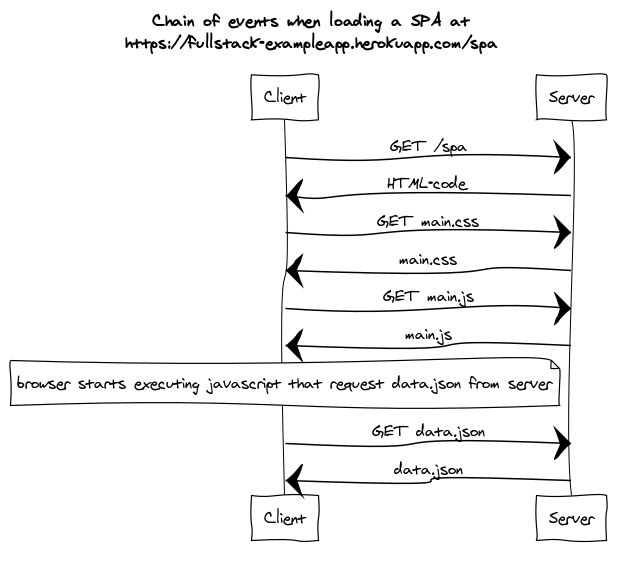 Chain of events when loading a SPA at
https://fullstack-exampleapp.herokuapp.com/spa
Client
Server
GET /spa
HTML-code
GET main.css
main.css
GET main.js
main.js
browser starts executing javascript that request data.json from server
GET data.json
data.json
Client
Server